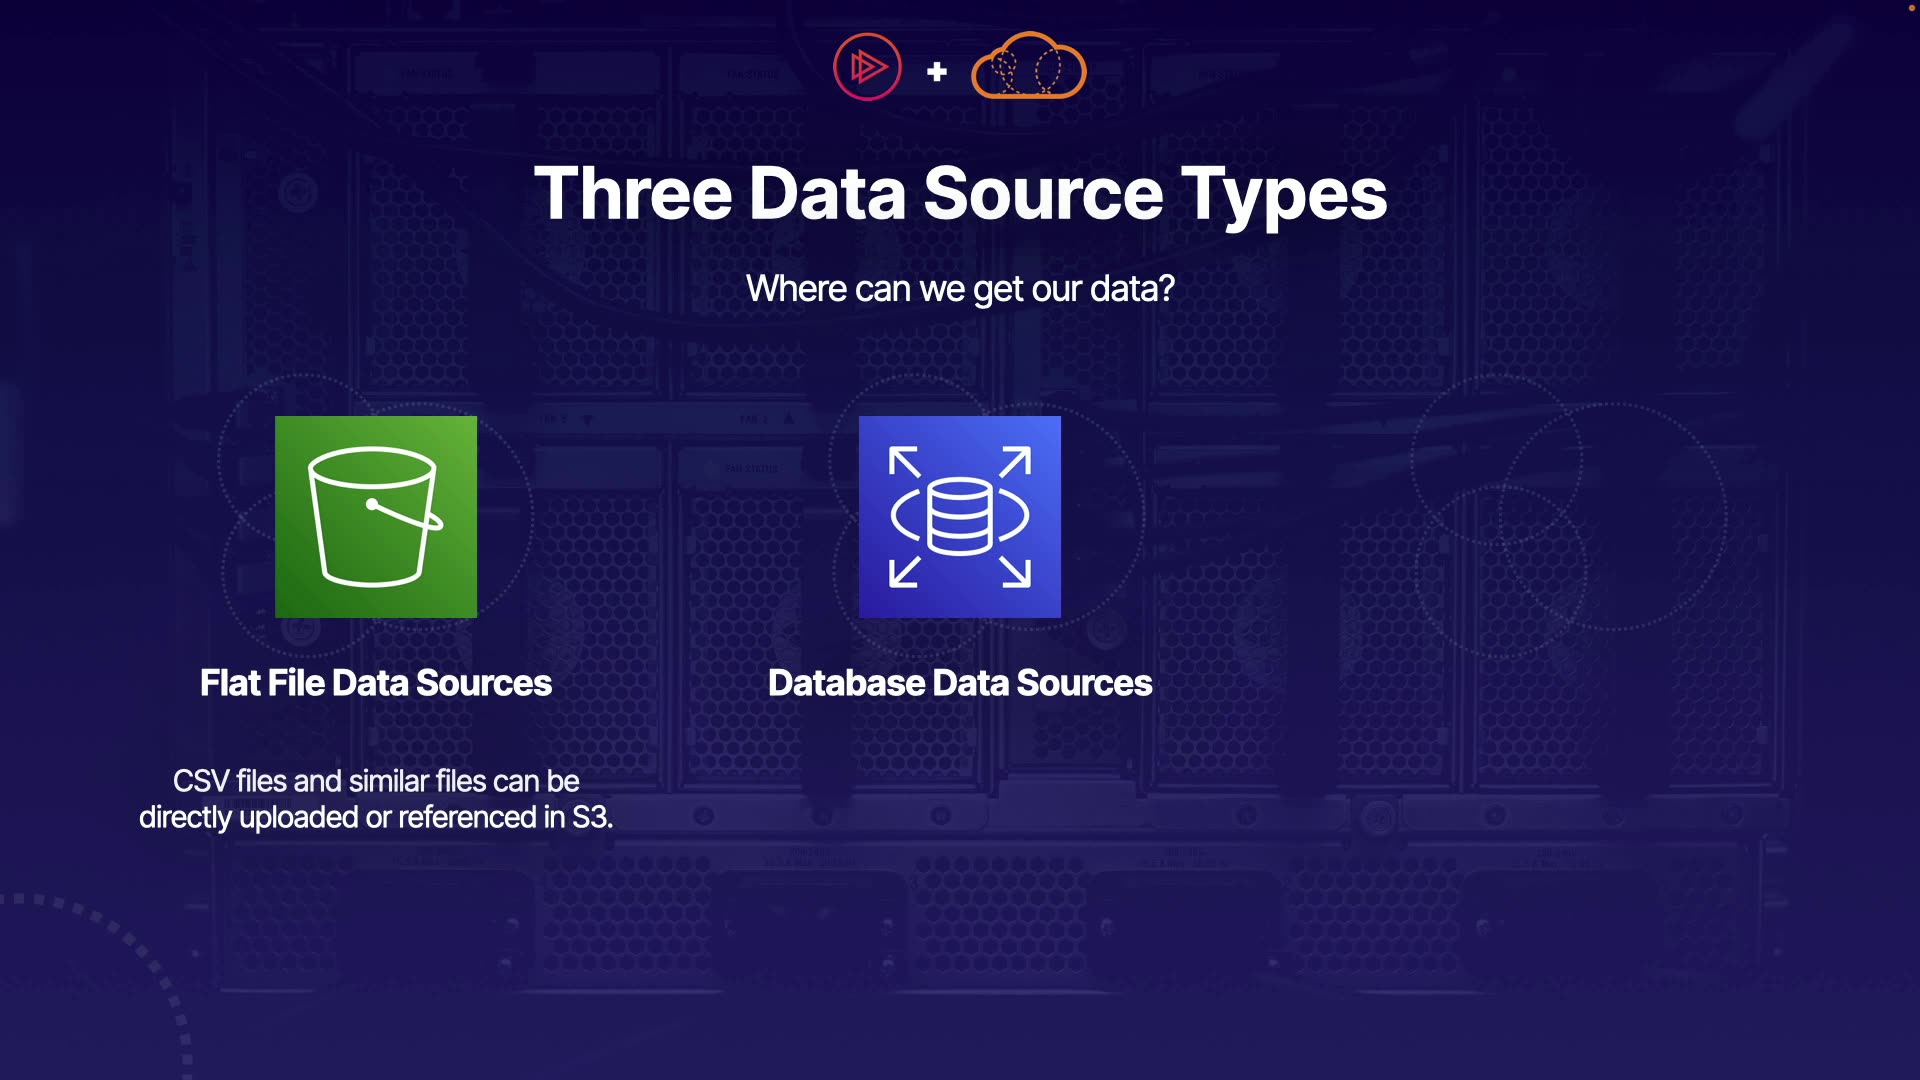 Three Data Source Types
Where can we get our data?
Flat File Data Sources
Database Data Sources
CSV files and similar files can be
directly uploaded or referenced in S3.